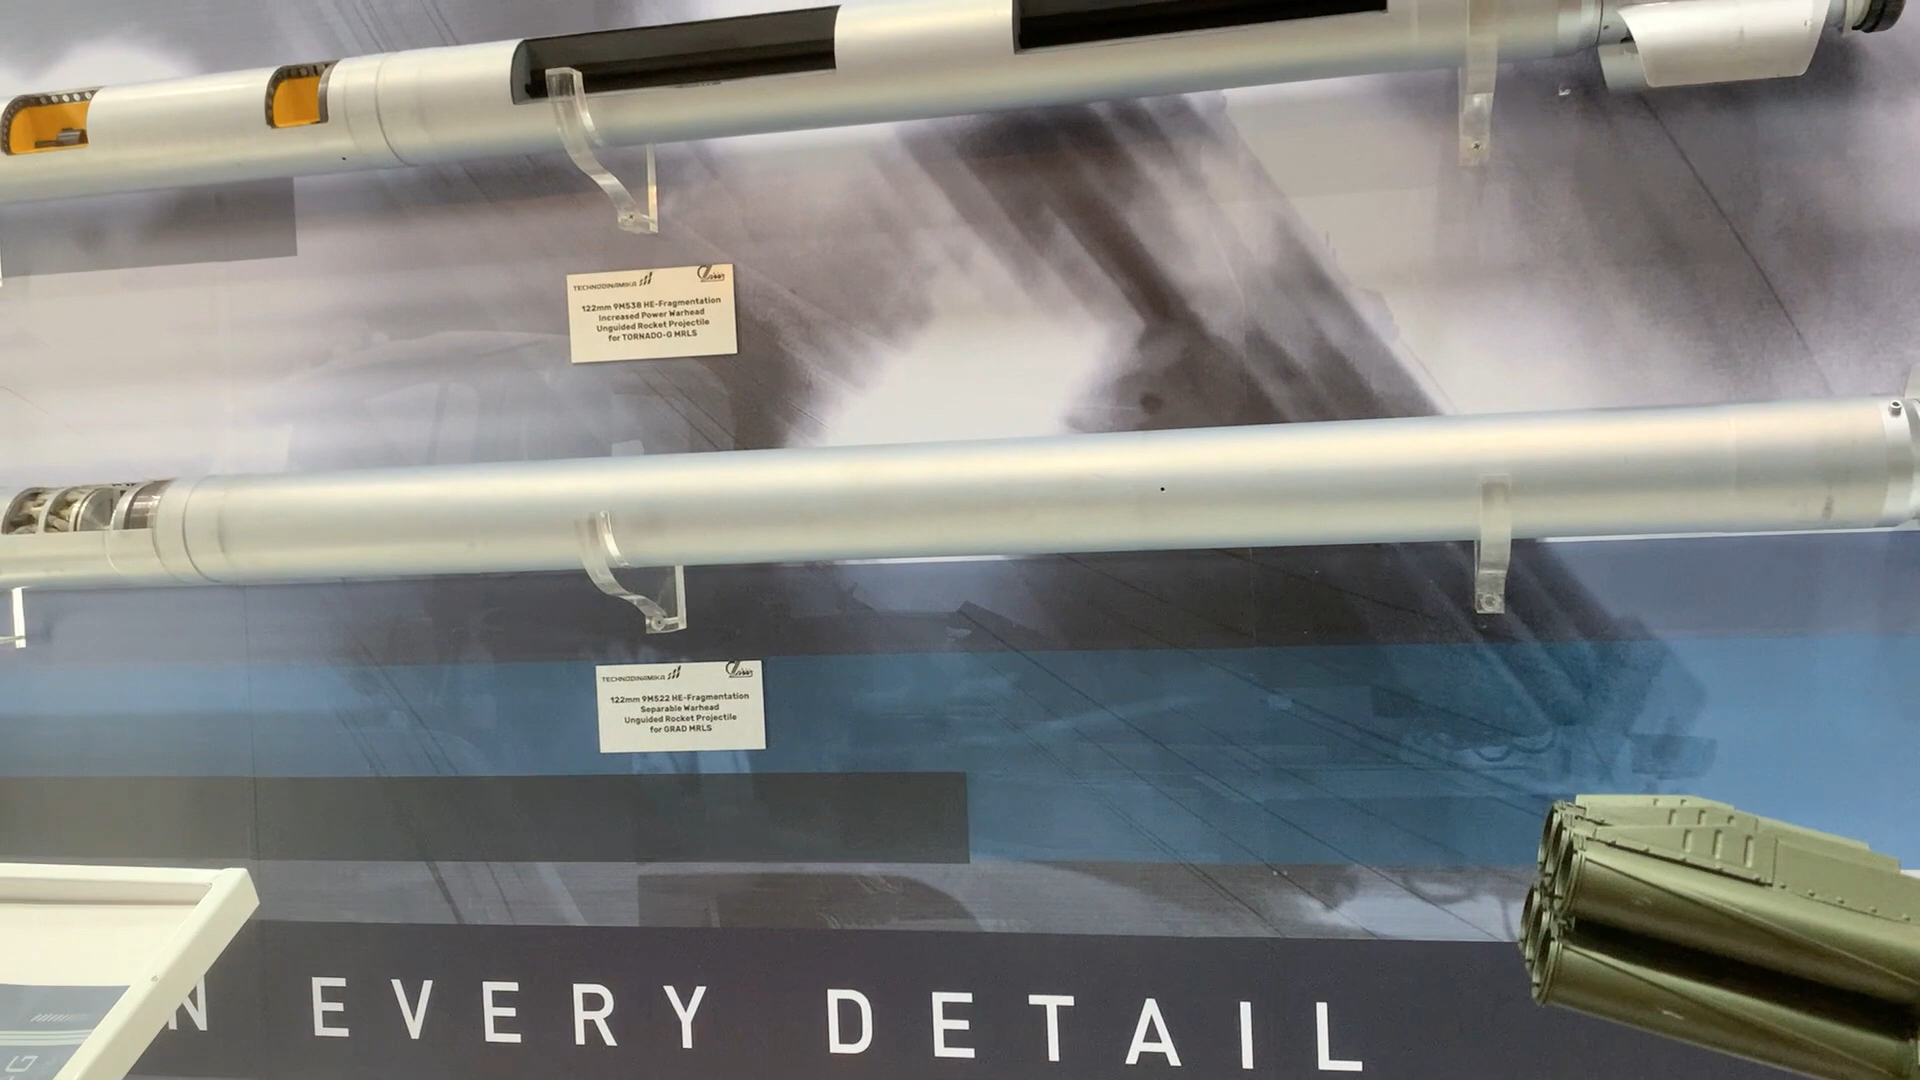 TECHNODINAMIKA
122mm 9M538 HE-Fragmentation
Increased Power Warhead
Unguided Rocket Projectile
for TORNADO-G MRLS
TECHNODINAMIKA
122mm 9M522 HE-Fragmentation
Separable Warhead
Unguided Rocket Projectile
for GRAD MRLS
N EVERY DETAIL